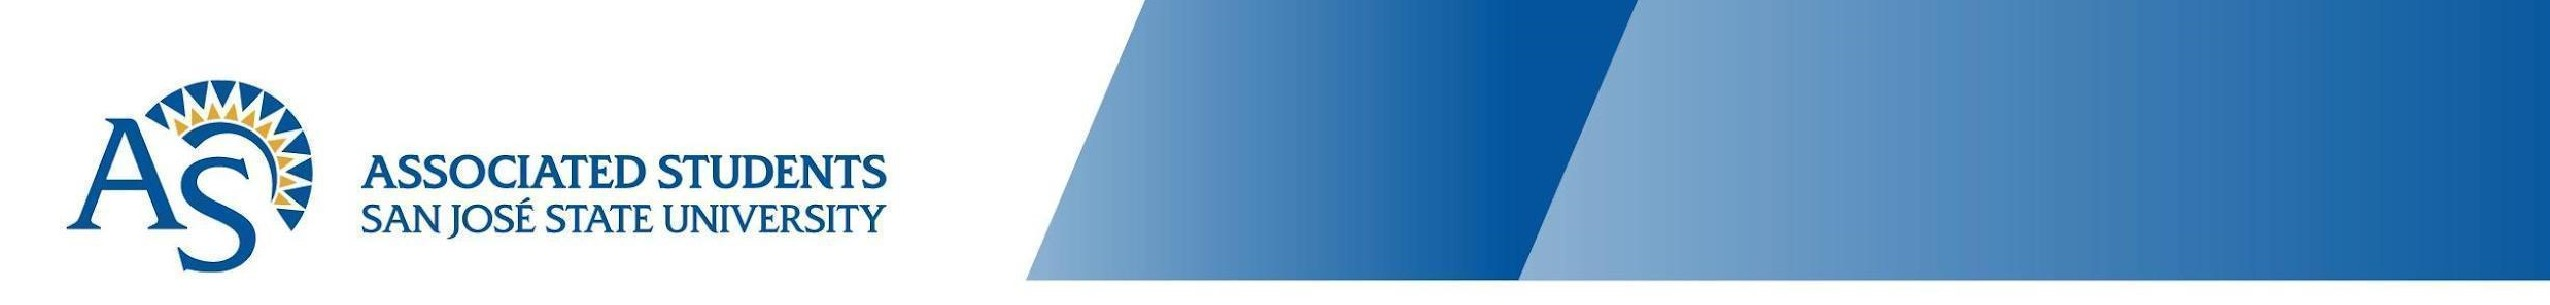 AS
ASSOCIATED STUDENTS
SAN JOSÉ STATE UNIVERSITY